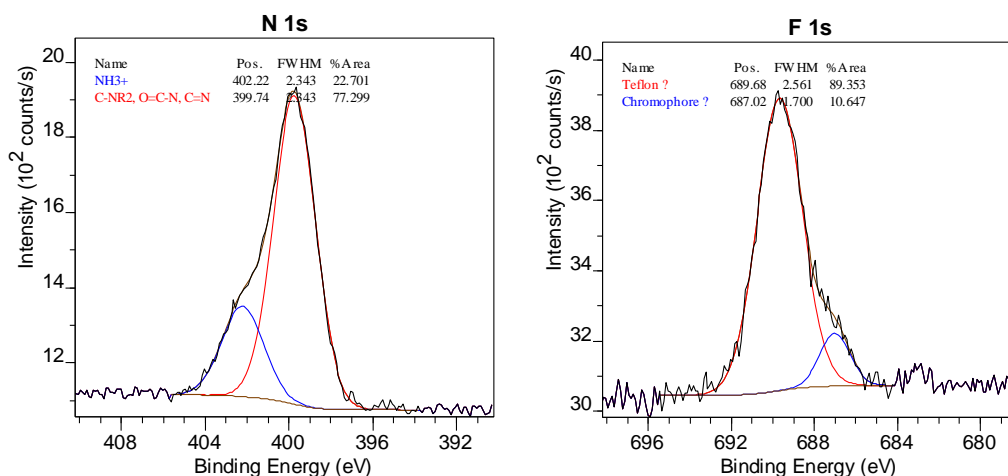 N 1s
Name Pos. FWHM %Area
NH3+ 402.22 2.343 22.701
C-NR2, O=C-N, C=N 399.74 2.343 77.299
20
18
16
14
12
Intensity (10² counts/s)
408 404 400 396 392
Binding Energy (eV)
F 1s
Name Pos. FWHM %Area
Teflon ? 689.68 2.561 89.353
Chromophore ? 687.02 1.700 10.647
40
38
36
34
32
30
Intensity (10² counts/s)
696 692 688 684 680
Binding Energy (eV)